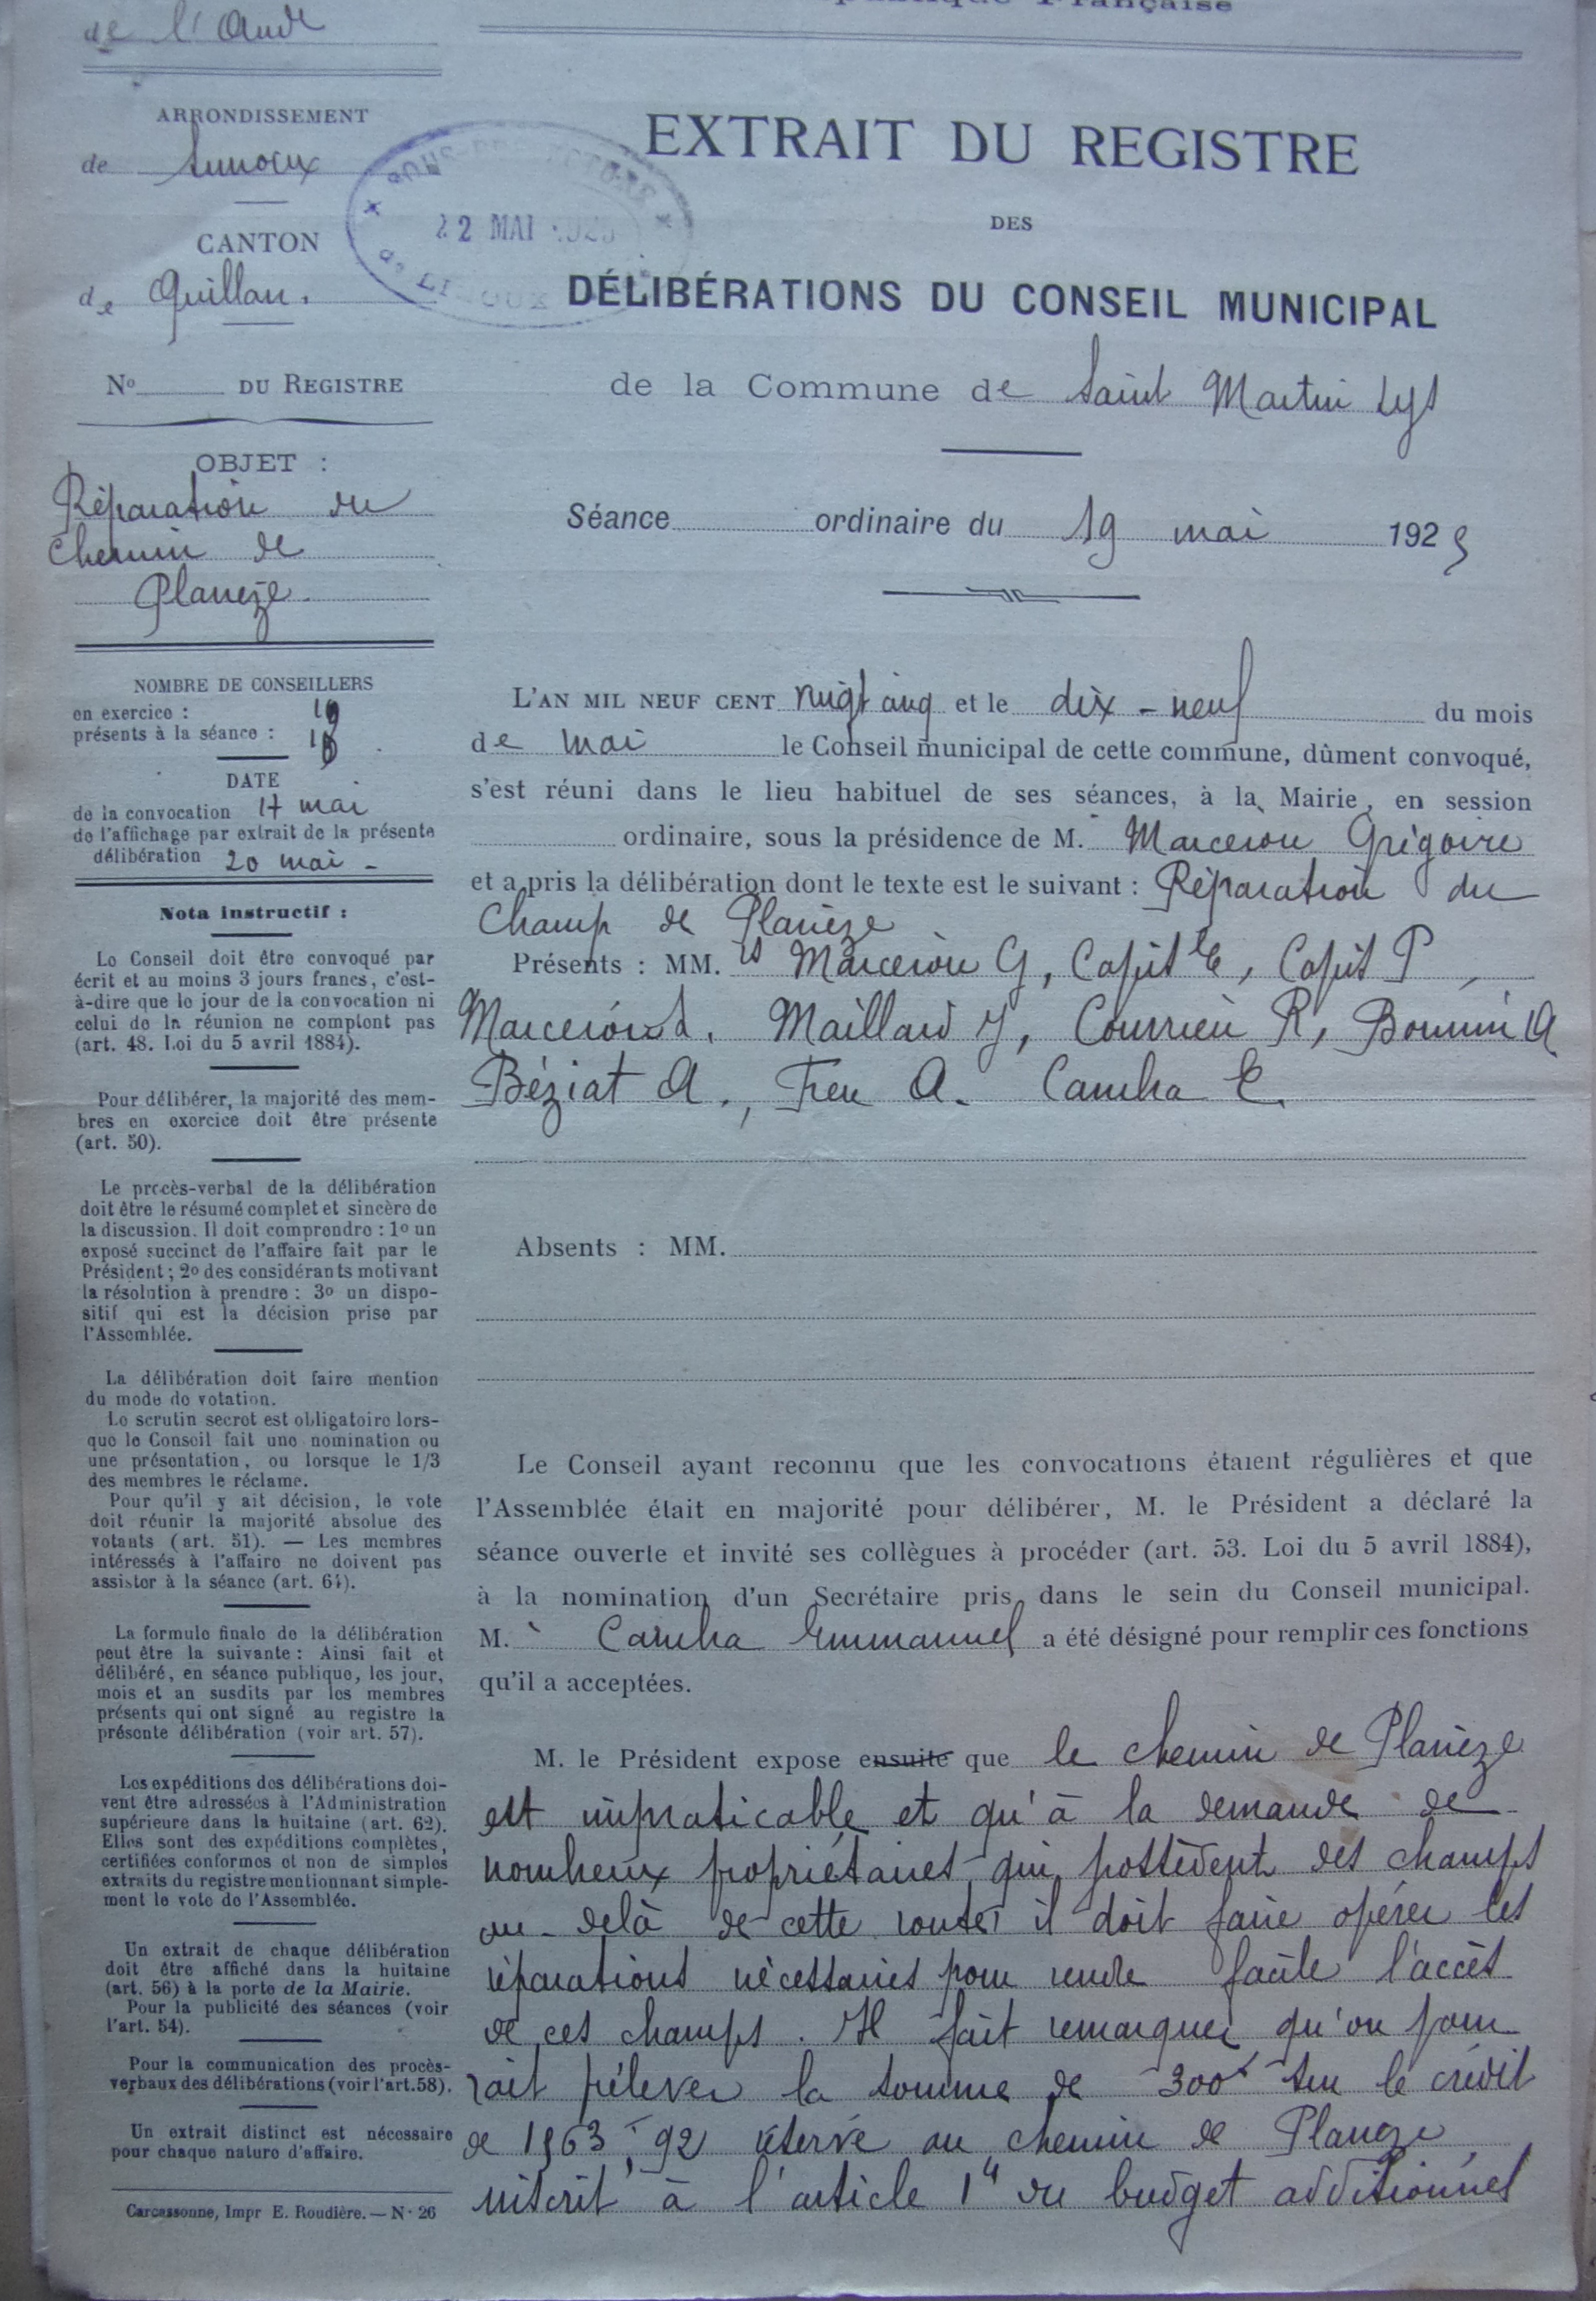 de l'Aude
Française
ARRONDISSEMENT
de Limoux
CANTON
de Quillan.
22 MAI
LIMOUX
EXTRAIT DU REGISTRE
DES
DÉLIBÉRATIONS DU CONSEIL MUNICIPAL
de la Commune de Saint Martin Lys
Séance ordinaire du 19 mai 1925
No DU REGISTRE
OBJET :
Réparation du
chemin de
Planèze
NOMBRE DE CONSEILLERS
en exercice : 10
présents à la séance : 10
DATE
de la convocation 17 mai
de l'affichage par extrait de la présente
délibération 20 mai -
Nota instructif :
Le Conseil doit être convoqué par
écrit et au moins 3 jours francs, c'est-
à-dire que le jour de la convocation ni
celui de la réunion ne comptent pas
(art. 48. Loi du 5 avril 1884).
Pour délibérer, la majorité des mem-
bres en exercice doit être présente
(art. 50).
Le procès-verbal de la délibération
doit être le résumé complet et sincère de
la discussion. Il doit comprendre : 1o un
exposé succinct de l'affaire fait par le
Président ; 2o des considérants motivant
la résolution à prendre : 3o un dispo-
sitif qui est la décision prise par
l'Assemblée.
La délibération doit faire mention
du mode de votation.
Le scrutin secret est obligatoire lors-
que le Conseil fait une nomination ou
une présentation, ou lorsque le 1/3
des membres le réclame.
Pour qu'il y ait décision, le vote
doit réunir la majorité absolue des
votants (art. 51). — Les membres
intéressés à l'affaire ne doivent pas
assister à la séance (art. 64).
La formule finale de la délibération
peut être la suivante : Ainsi fait et
délibéré, en séance publique, les jour,
mois et an susdits par les membres
présents qui ont signé au registre la
présente délibération (voir art. 57).
Les expéditions des délibérations doi-
vent être adressées à l'Administration
supérieure dans la huitaine (art. 62).
Elles sont des expéditions complètes,
certifiées conformes et non de simples
extraits du registre mentionnant simple-
ment le vote de l'Assemblée.
Un extrait de chaque délibération
doit être affiché dans la huitaine
(art. 56) à la porte de la Mairie.
Pour la publicité des séances (voir
l'art. 54).
Pour la communication des procès-
verbaux des délibérations (voir l'art.58).
Un extrait distinct est nécessaire
pour chaque nature d'affaire.
Carcassonne, Impr E. Roudière. — N· 26
L'AN MIL NEUF CENT vingt cinq et le dix - neuf du mois
de mai le Conseil municipal de cette commune, dûment convoqué,
s'est réuni dans le lieu habituel de ses séances, à la Mairie, en session
ordinaire, sous la présidence de M. Marceron Grégoire
et a pris la délibération dont le texte est le suivant : Réparation du
Champ de Planèze
Présents : MM. rs Marceron G, Capit E, Capit P,
Marceron L, Maillard J, Courrieu R, Bonnin A
Béziat A., Freu A. Camba E
Absents : MM.
Le Conseil ayant reconnu que les convocations étaient régulières et que
l'Assemblée était en majorité pour délibérer, M. le Président a déclaré la
séance ouverte et invité ses collègues à procéder (art. 53. Loi du 5 avril 1884),
à la nomination d'un Secrétaire pris dans le sein du Conseil municipal.
M. Camba Emmanuel a été désigné pour remplir ces fonctions
qu'il a acceptées.
M. le Président expose ensuite que le chemin de Planèze
est impraticable et qu'à la demande de
nombreux propriétaires qui possèdent des champs
au-delà de cette route il doit faire opérer les
réparations nécessaires pour rendre facile l'accès
de ces champs. Il fait remarquer qu'on pour-
rait prélever la somme de 300f sur le crédit
de 1963f,92 réservé au chemin de Planèze
inscrit à l'article 14 du budget additionnel